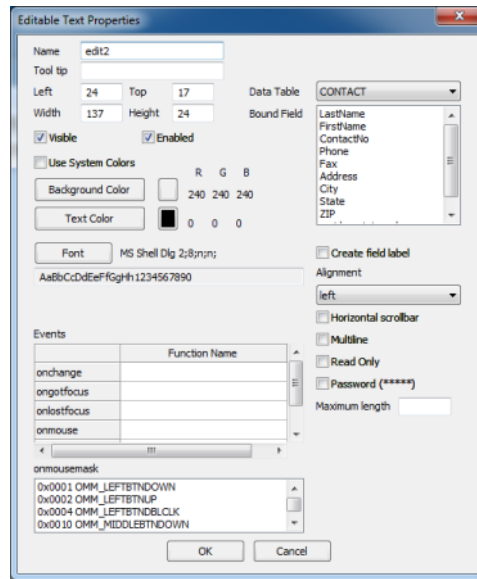 Editable Text Properties
Name edit2
Tool tip
Left 24 Top 17 Data Table CONTACT
Width 137 Height 24 Bound Field
LastName
FirstName
ContactNo
Phone
Fax
Address
City
State
ZIP
Visible Enabled
Use System Colors
R G B
Background Color 240 240 240
Text Color 0 0 0
Font MS Shell Dlg 2;8;n;n;
AaBbCcDdEeFfGgHh1234567890
Create field label
Alignment
left
Horizontal scrollbar
Multiline
Read Only
Password (*****)
Maximum length
Events
Function Name
onchange
ongotfocus
onlostfocus
onmouse
onmousemask
0x0001 OMM_LEFTBTNDOWN
0x0002 OMM_LEFTBTNUP
0x0004 OMM_LEFTBTNDBLCLK
0x0010 OMM_MIDDLEBTNDOWN
OK Cancel